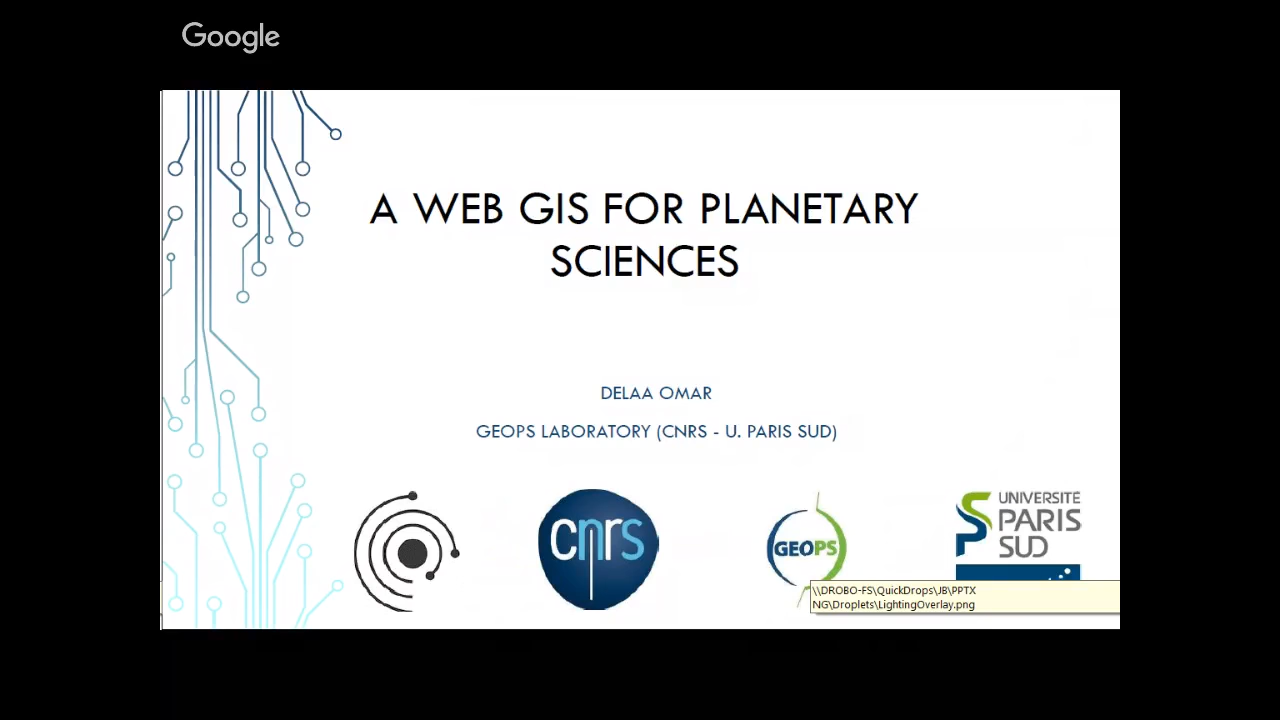 Google
A WEB GIS FOR PLANETARY
SCIENCES
DELAA OMAR
GEOPS LABORATORY (CNRS - U. PARIS SUD)
cnrs
GEOPS
UNIVERSITÉ
PARIS
SUD
\\DROBO-FS\QuickDrops\JB\PPTX
NG\Droplets\LightingOverlay.png